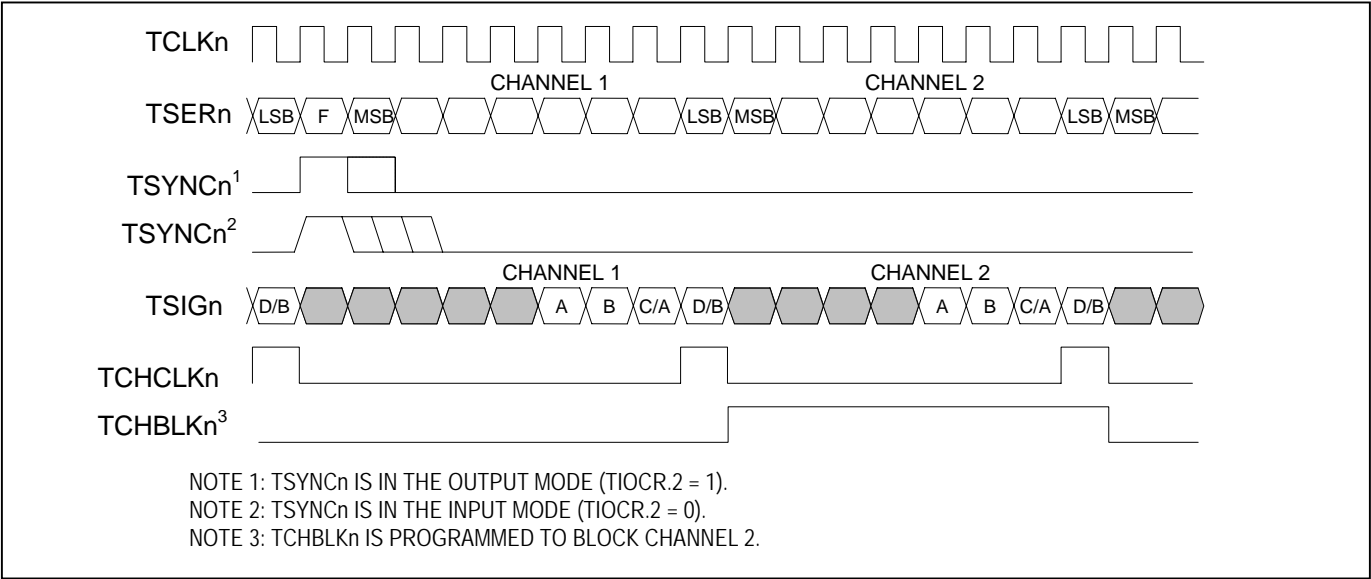 TCLKn
CHANNEL 1 CHANNEL 2
TSERn LSB F MSB LSB MSB LSB MSB
TSYNCn1
TSYNCn2
CHANNEL 1 CHANNEL 2
TSIGn D/B A B C/A D/B A B C/A D/B
TCHCLKn
TCHBLKn3
NOTE 1: TSYNCn IS IN THE OUTPUT MODE (TIOCR.2 = 1).
NOTE 2: TSYNCn IS IN THE INPUT MODE (TIOCR.2 = 0).
NOTE 3: TCHBLKn IS PROGRAMMED TO BLOCK CHANNEL 2.